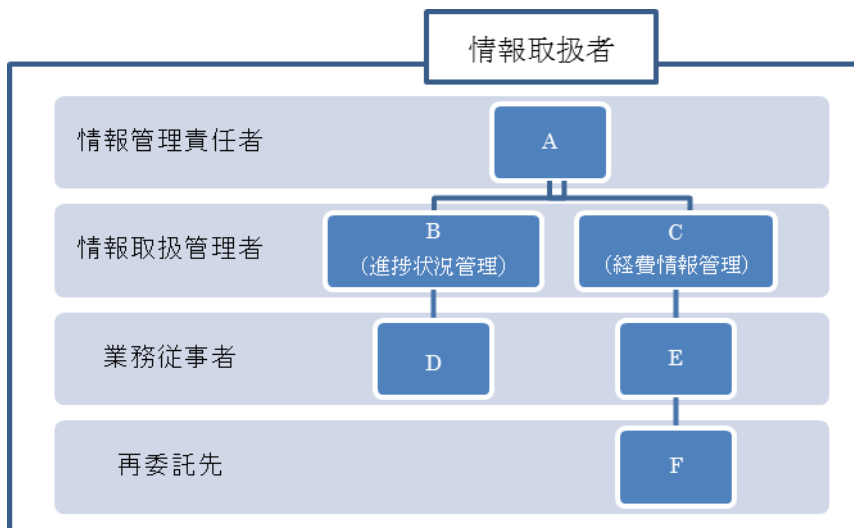 情報取扱者
情報管理責任者
A
情報取扱管理者
B
(進捗状況管理)
C
(経費情報管理)
業務従事者
D
E
再委託先
F